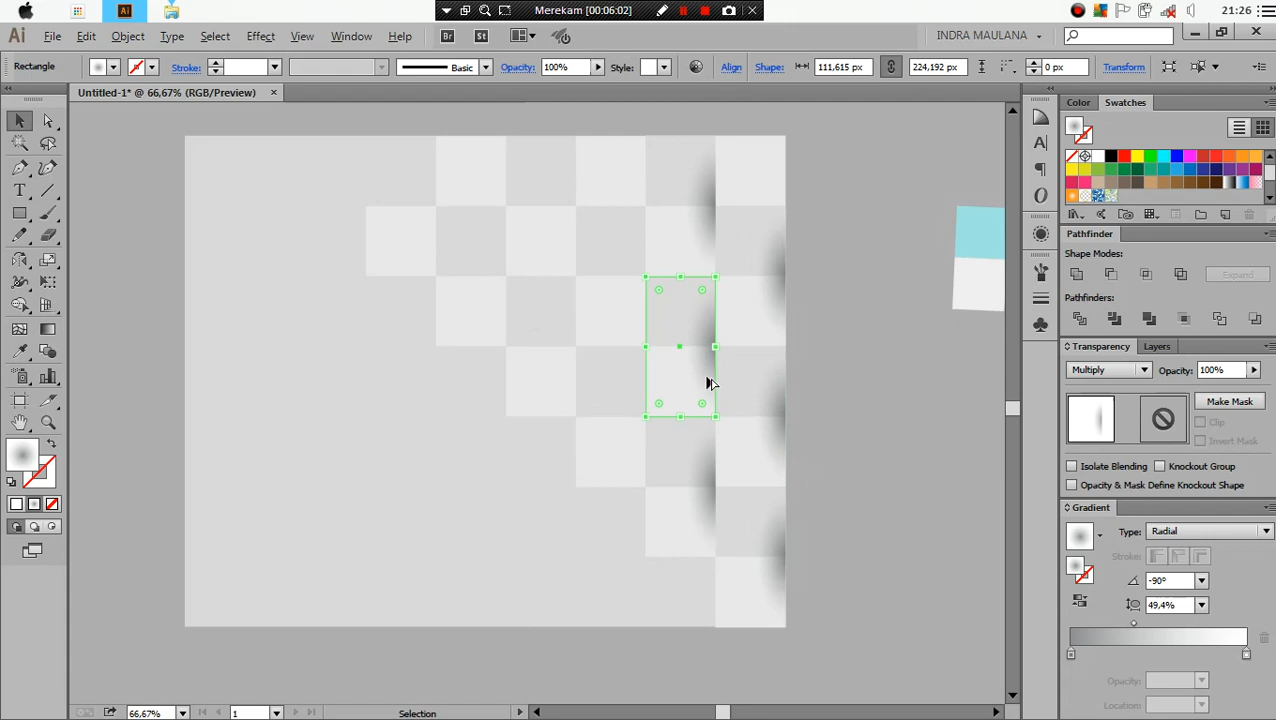 Merekam [00:06:02]
21:26
Ai
Ai File Edit Object Type Select Effect View Window Help Br St INDRA MAULANA
Rectangle Stroke: Basic Opacity: 100% Style: Align Shape: 111,615 px 224,192 px 0 px Transform
Untitled-1* @ 66,67% (RGB/Preview)
Color Swatches
Pathfinder
Shape Modes:
Expand
Pathfinders:
Transparency Layers
Multiply Opacity: 100%
Make Mask
Clip
Invert Mask
Isolate Blending Knockout Group
Opacity & Mask Define Knockout Shape
Gradient
Type: Radial
Stroke:
-90°
49,4%
Opacity:
Location:
66,67% 1 Selection